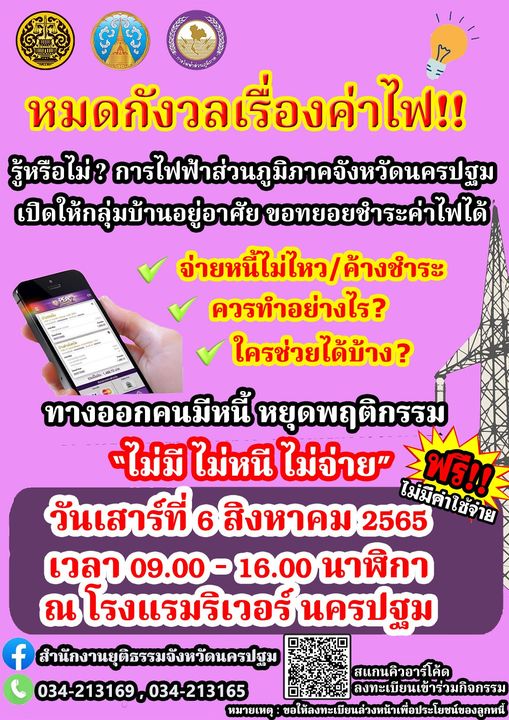 หมดกังวลเรื่องค่าไฟ!!
รู้หรือไม่ ? การไฟฟ้าส่วนภูมิภาคจังหวัดนครปฐม
เปิดให้กลุ่มบ้านอยู่อาศัย ขอทยอยชำระค่าไฟได้
จ่ายหนี้ไม่ไหว/ค้างชำระ
ควรทำอย่างไร?
ใครช่วยได้บ้าง?
ทางออกคนมีหนี้ หยุดพฤติกรรม
"ไม่มี ไม่หนี ไม่จ่าย"
ฟรี!!
ไม่มีค่าใช้จ่าย
วันเสาร์ที่ 6 สิงหาคม 2565
เวลา 09.00 - 16.00 นาฬิกา
ณ โรงแรมริเวอร์ นครปฐม
สำนักงานยุติธรรมจังหวัดนครปฐม
034-213169 , 034-213165
สแกนคิวอาร์โค้ด
ลงทะเบียนเข้าร่วมกิจกรรม
หมายเหตุ : ขอให้ลงทะเบียนล่วงหน้าเพื่อประโยชน์ของลูกหนี้